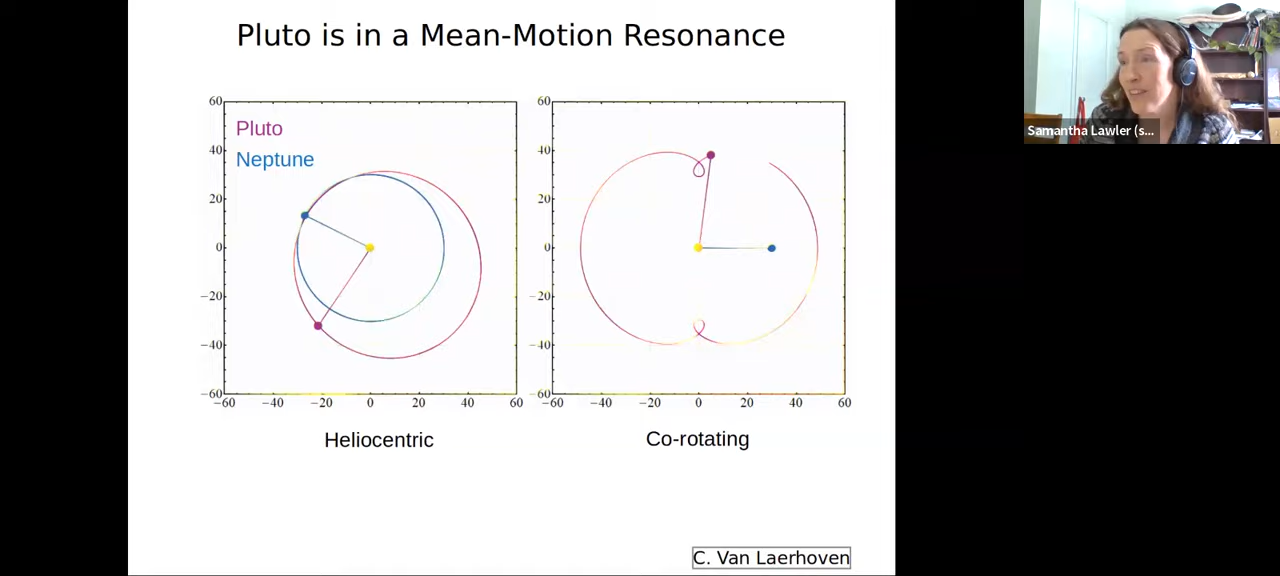 Pluto is in a Mean-Motion Resonance
Samantha Lawler (s...
Pluto
Neptune
60
40
20
0
−20
−40
−60
−60 −40 −20 0 20 40 60
60
40
20
0
−20
−40
−60
−60 −40 −20 0 20 40 60
Heliocentric
Co-rotating
C. Van Laerhoven